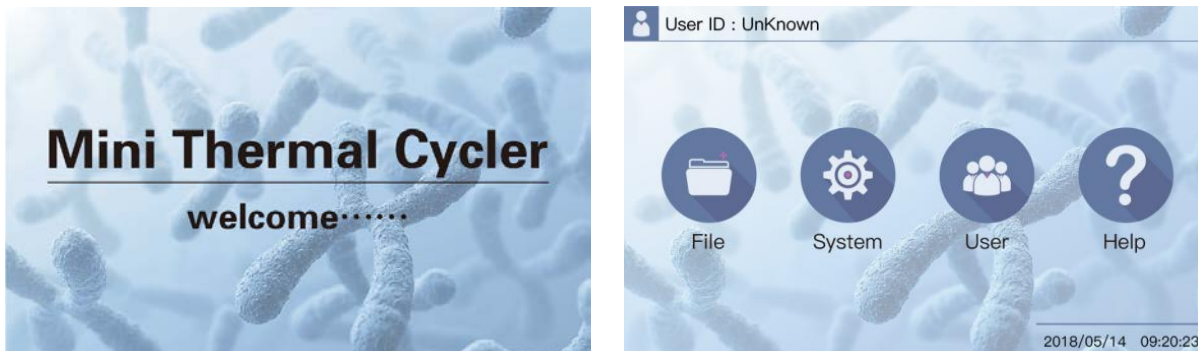 Mini Thermal Cycler
welcome······
User ID : UnKnown
File System User Help
2018/05/14 09:20:23